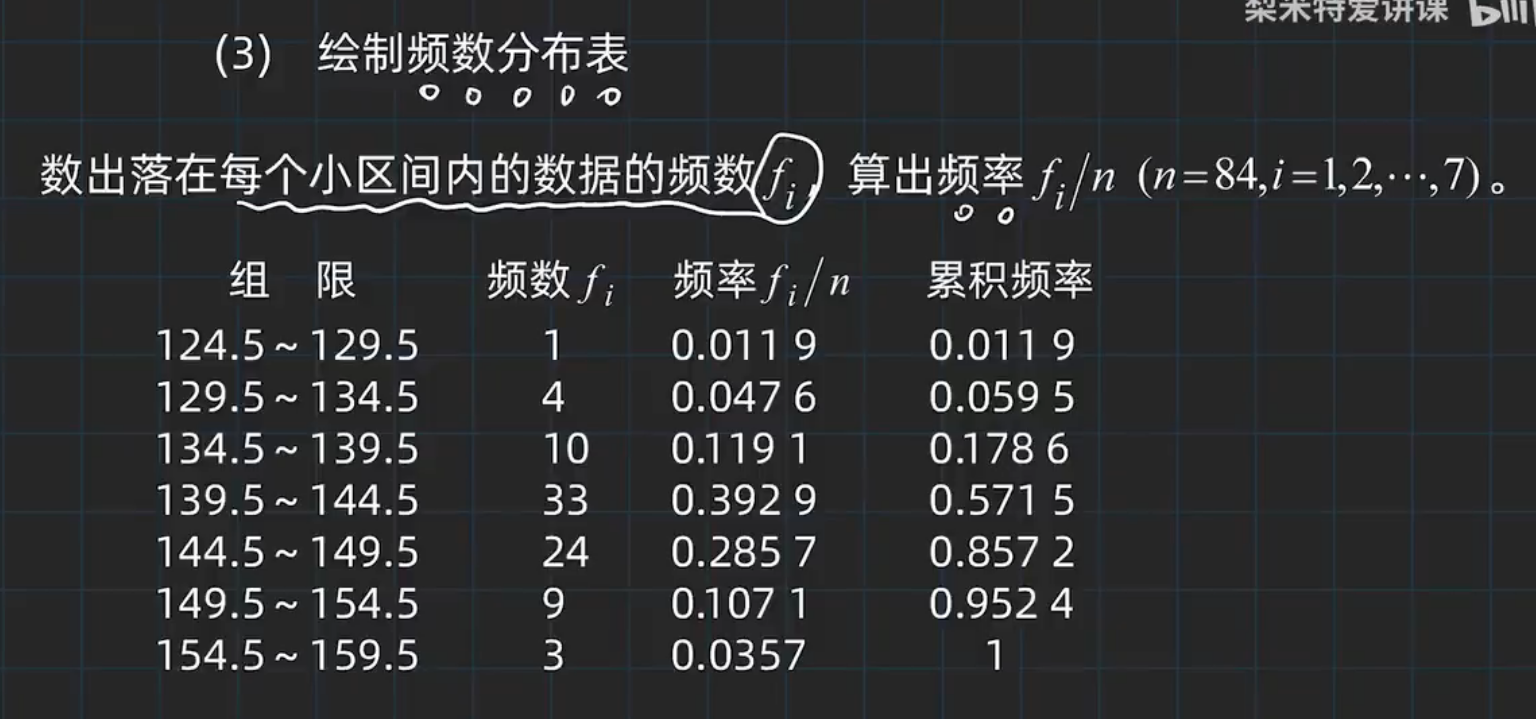 梨米特爱讲课 bili
(3) 绘制频数分布表
数出落在每个小区间内的数据的频数 f_i, 算出频率 f_i/n (n=84,i=1,2,⋯,7)。
组 限 频数 f_i 频率 f_i/n 累积频率
124.5~129.5 1 0.011 9 0.011 9
129.5~134.5 4 0.047 6 0.059 5
134.5~139.5 10 0.119 1 0.178 6
139.5~144.5 33 0.392 9 0.571 5
144.5~149.5 24 0.285 7 0.857 2
149.5~154.5 9 0.107 1 0.952 4
154.5~159.5 3 0.0357 1